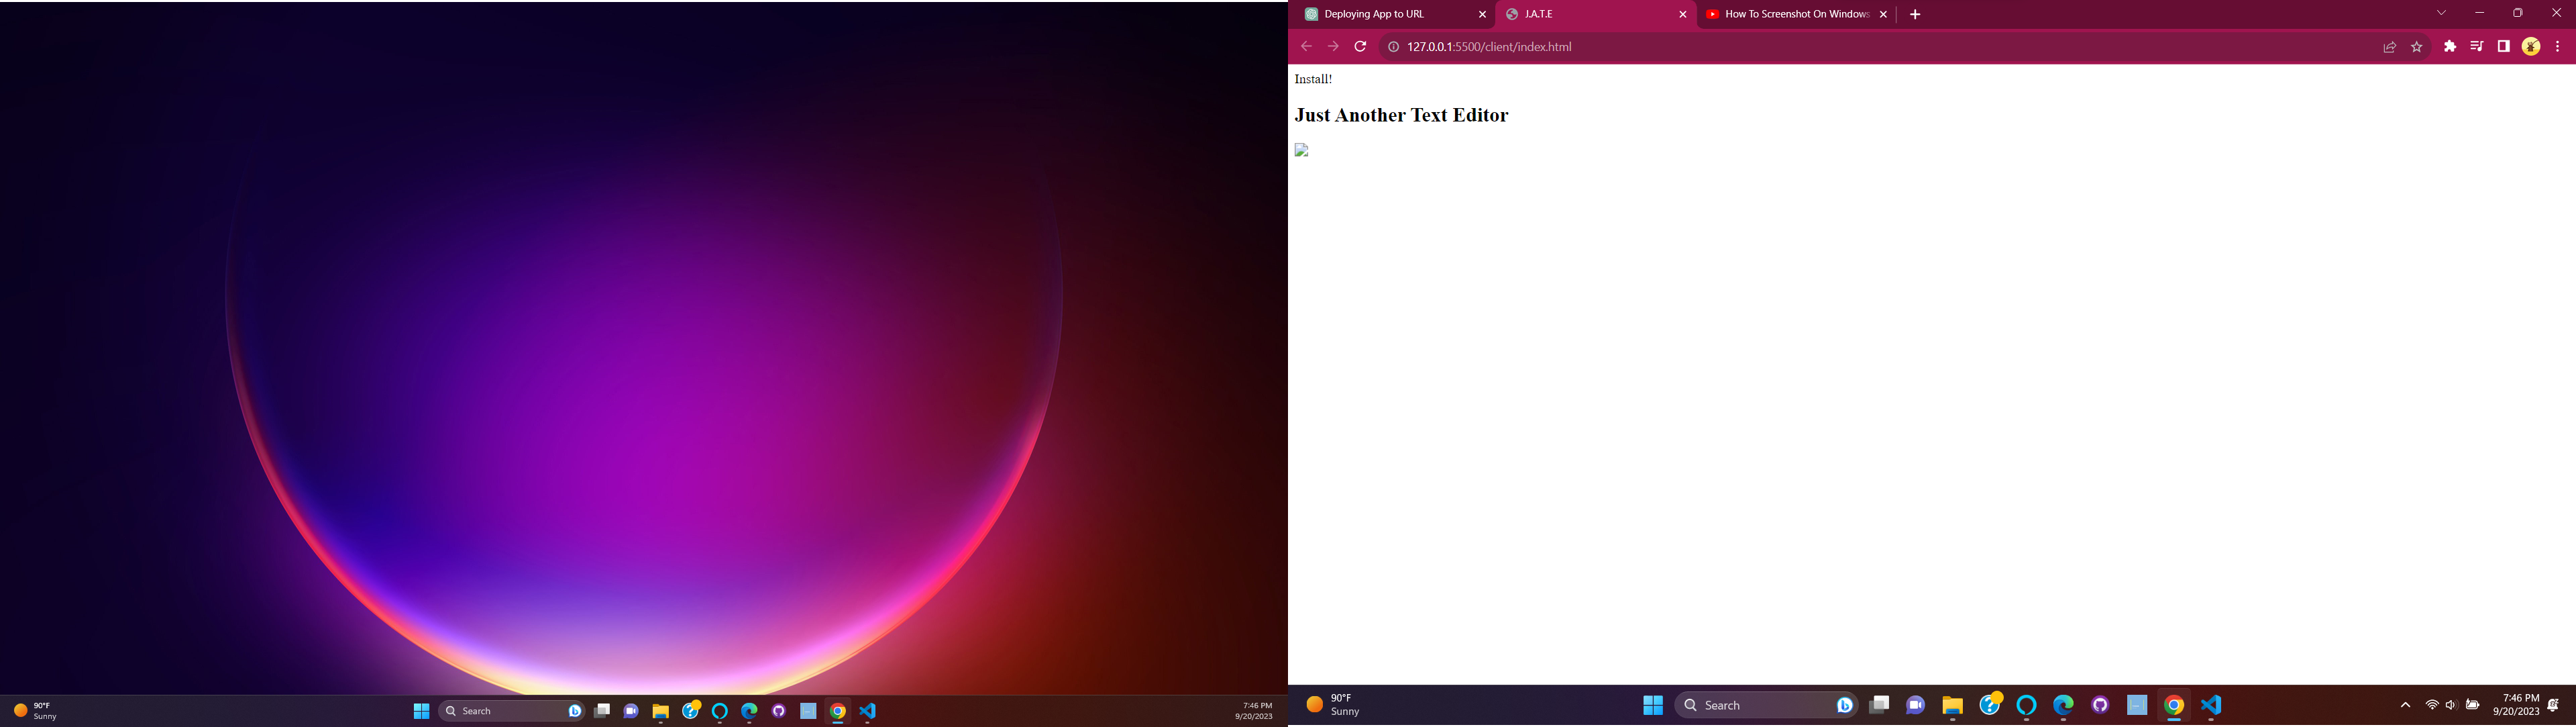 90°F
Sunny
Search
7:46 PM
9/20/2023
Deploying App to URL
J.A.T.E
How To Screenshot On Windows
127.0.0.1:5500/client/index.html
Install!
Just Another Text Editor
90°F
Sunny
Search
7:46 PM
9/20/2023